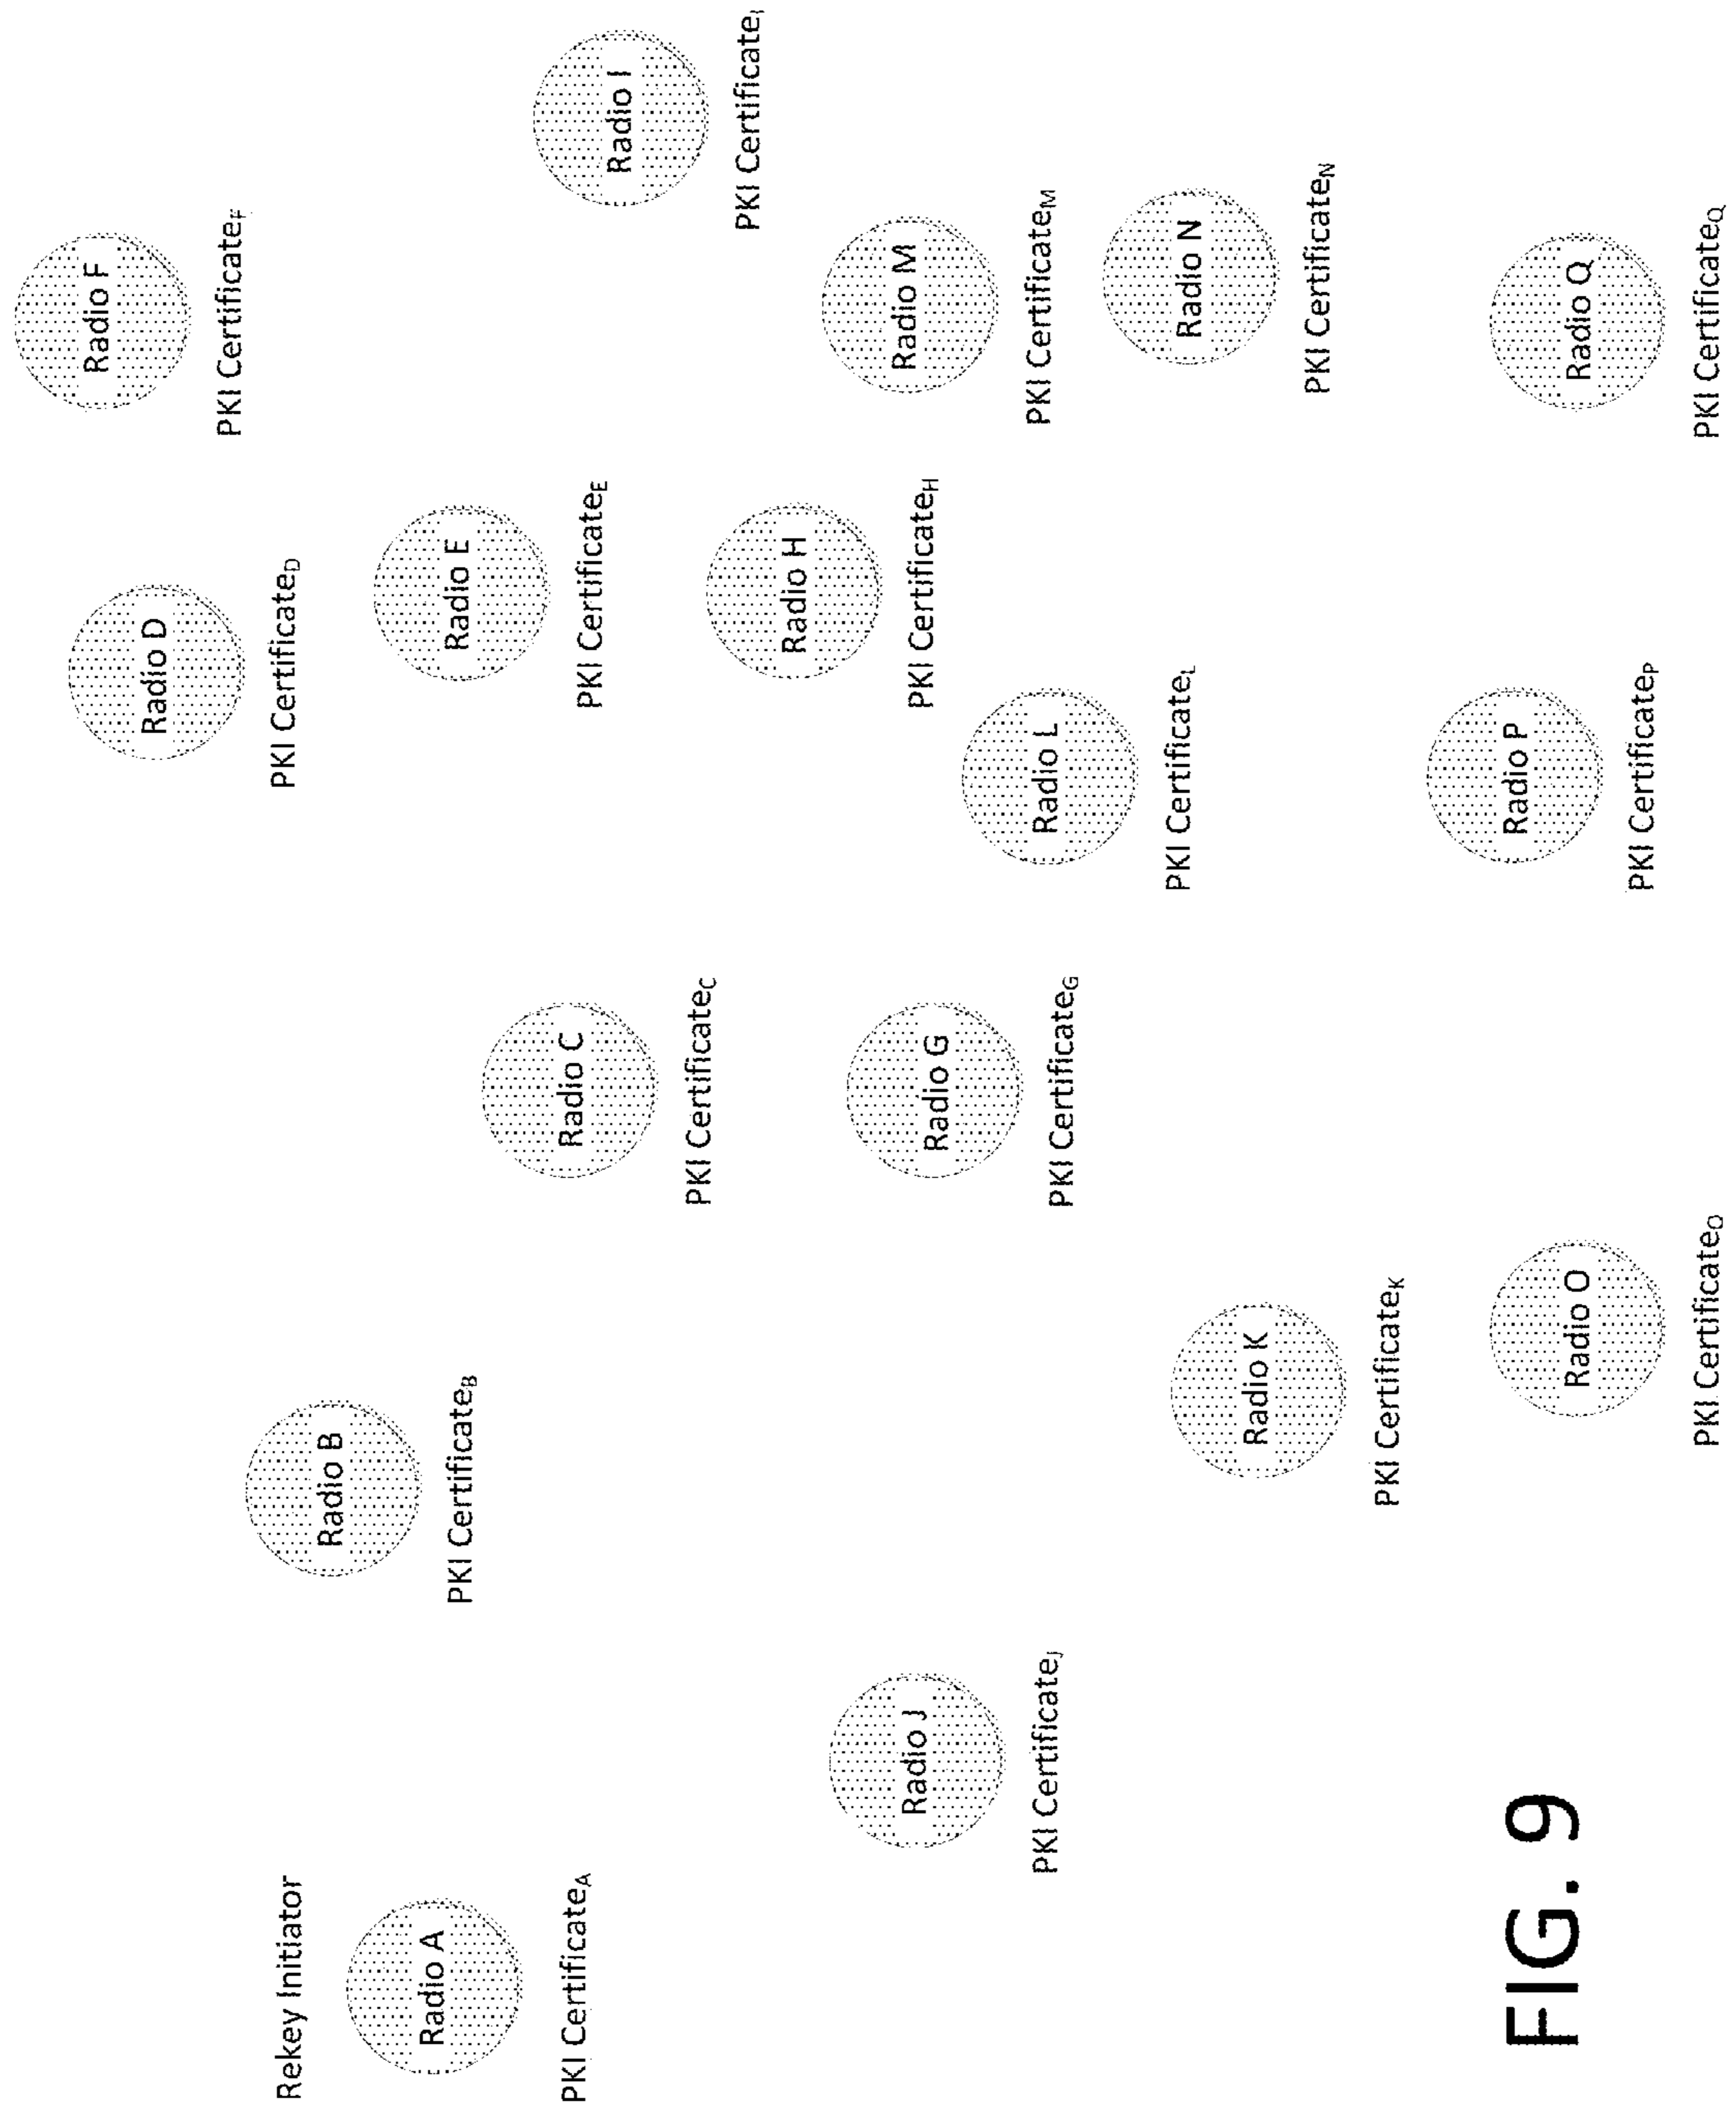 Rekey Initiator
Radio A
PKI CertificateA
Radio B
PKI CertificateB
Radio C
PKI CertificateC
Radio D
PKI CertificateD
Radio E
PKI CertificateE
Radio F
PKI CertificateF
Radio G
PKI CertificateG
Radio H
PKI CertificateH
Radio I
PKI CertificateI
Radio J
PKI CertificateJ
Radio K
PKI CertificateK
Radio L
PKI CertificateL
Radio M
PKI CertificateM
Radio N
PKI CertificateN
Radio O
PKI CertificateO
Radio P
PKI CertificateP
Radio Q
PKI CertificateQ
FIG. 9